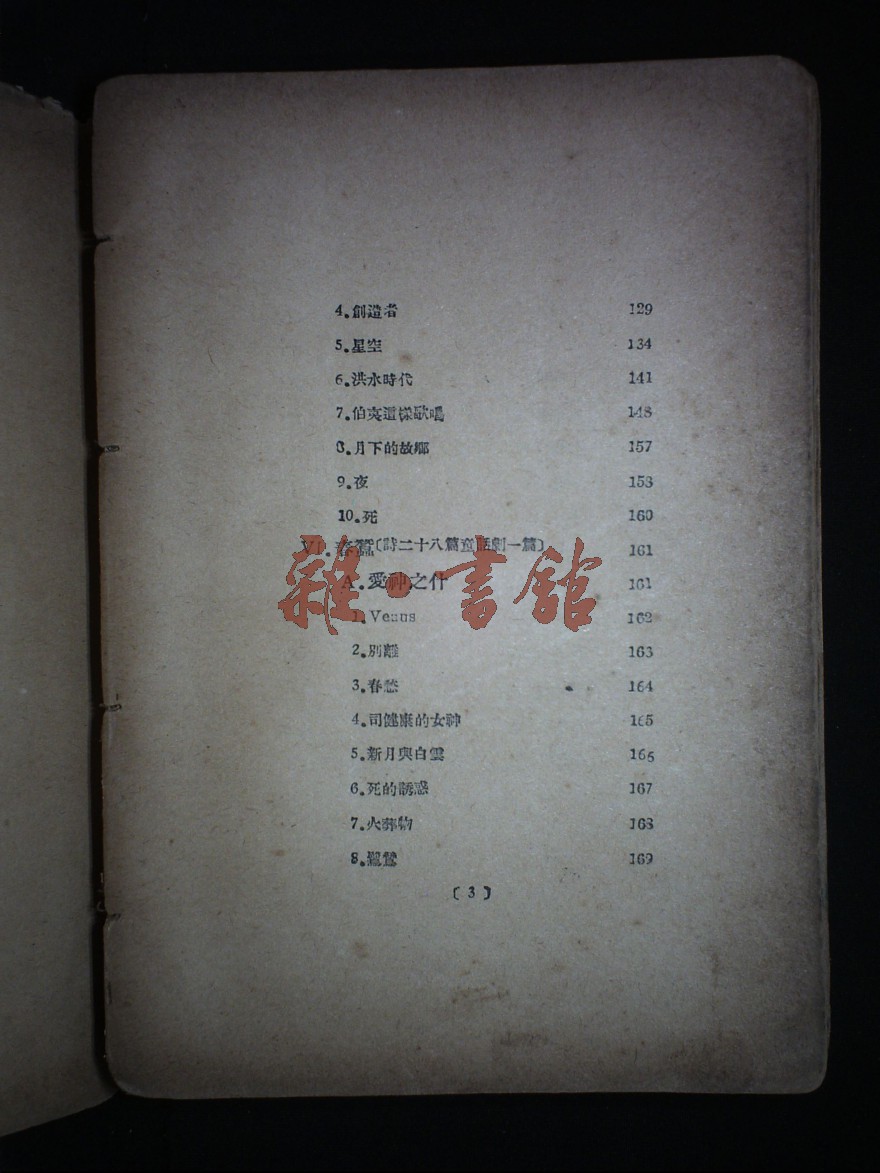 4.創造者 129
5.星空 134
6.洪水時代 141
7.伯夷這樣歌唱 148
8.月下的故鄉 157
9.夜 158
10.死 160
VI.春蠶〔詩二十八篇童話劇一篇〕 161
A.愛神之什 161
雜·書舘
1.Venus 162
2.別離 163
3.春愁 164
4.司健康的女神 165
5.新月與白雲 166
6.死的誘惑 167
7.火葬場 168
8.鷺鷥 169
〔3〕